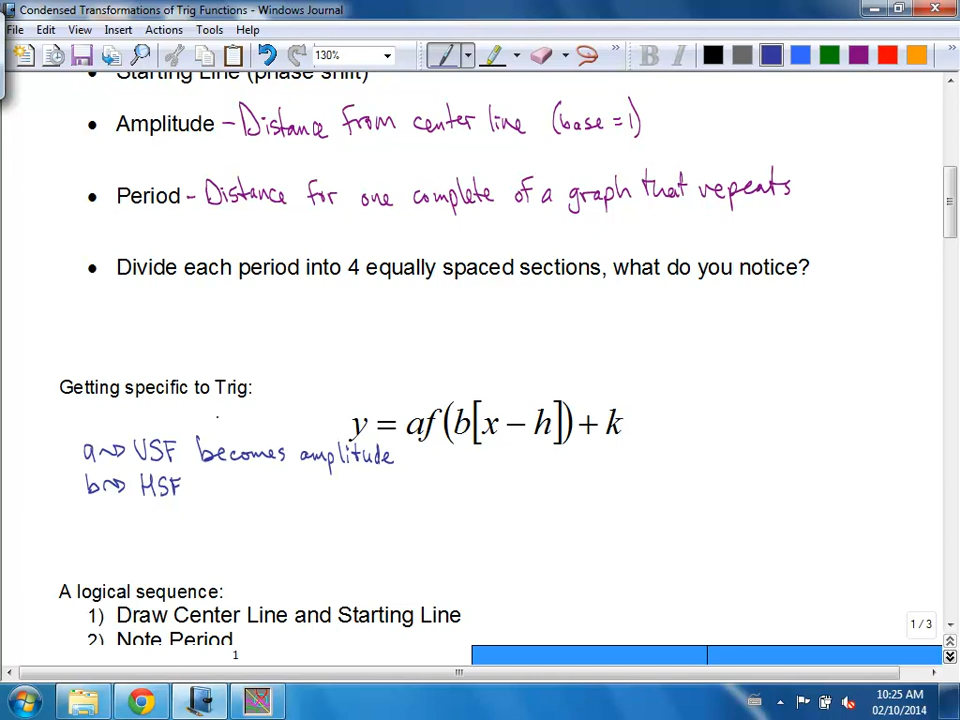 Condensed Transformations of Trig Functions - Windows Journal
File Edit View Insert Actions Tools Help
130% B I
Starting Line (phase shift)
• Amplitude - Distance from center line (base = 1)
• Period - Distance for one complete of a graph that repeats
• Divide each period into 4 equally spaced sections, what do you notice?
Getting specific to Trig:
y = af(b[x − h]) + k
a⇝ VSF becomes amplitude
b⇝ HSF
A logical sequence:
1) Draw Center Line and Starting Line
1 / 3
2) Note Period
1
10:25 AM
02/10/2014